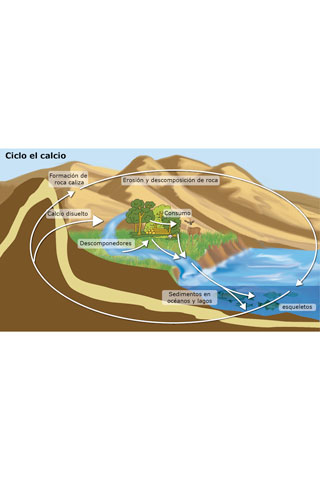 Ciclo el calcio
Formación de
roca caliza
Erosión y descomposición de roca
Calcio disuelto
Consumo
Descomponedores
Sedimentos en
océanos y lagos
esqueletos